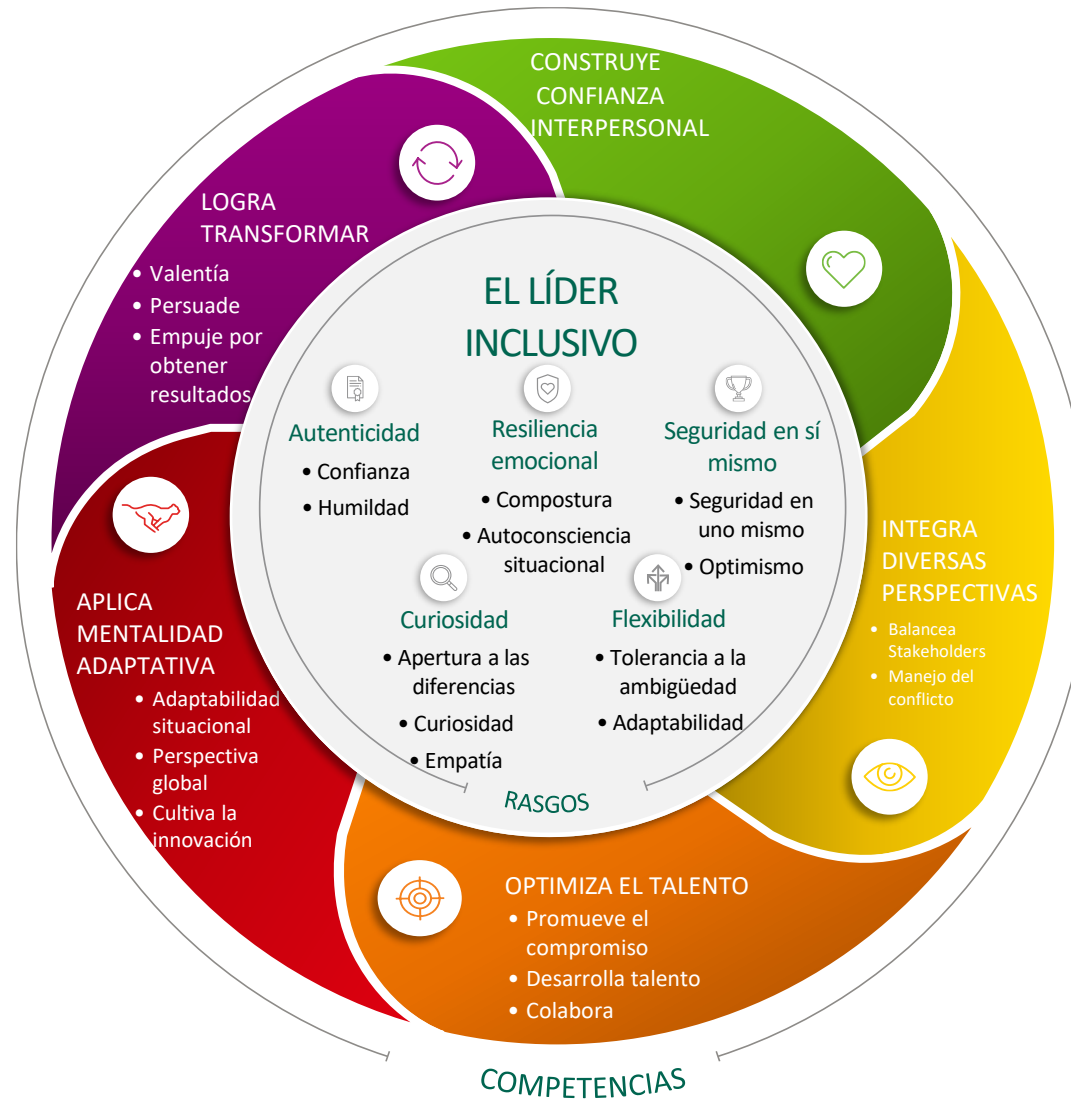 CONSTRUYE
CONFIANZA
INTERPERSONAL
LOGRA
TRANSFORMAR
• Valentía
• Persuade
• Empuje por
obtener
resultados
EL LÍDER
INCLUSIVO
Autenticidad
• Confianza
• Humildad
Resiliencia
emocional
• Compostura
• Autoconsciencia
situacional
Seguridad en sí
mismo
• Seguridad en
uno mismo
• Optimismo
Curiosidad
• Apertura a las
diferencias
• Curiosidad
• Empatía
Flexibilidad
• Tolerancia a la
ambigüedad
• Adaptabilidad
RASGOS
INTEGRA
DIVERSAS
PERSPECTIVAS
• Balancea
Stakeholders
• Manejo del
conflicto
APLICA
MENTALIDAD
ADAPTATIVA
• Adaptabilidad
situacional
• Perspectiva
global
• Cultiva la
innovación
OPTIMIZA EL TALENTO
• Promueve el
compromiso
• Desarrolla talento
• Colabora
COMPETENCIAS